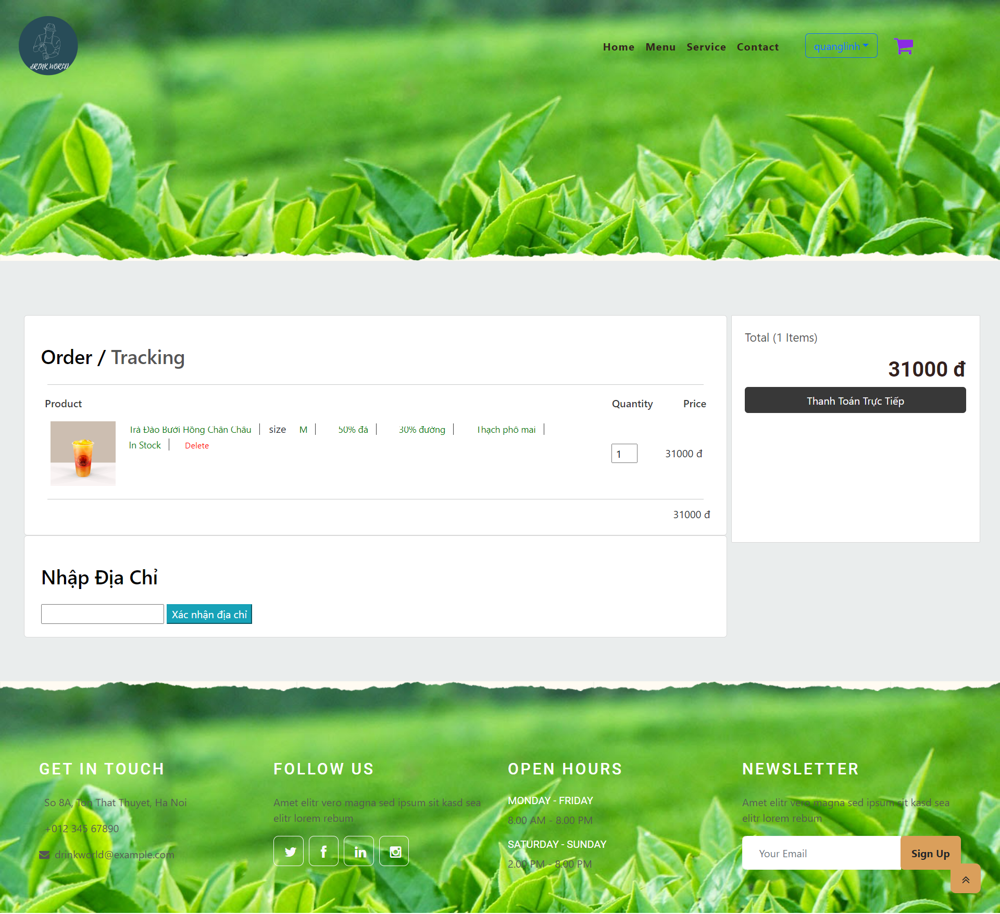 dRINK WORLD
Home Menu Service Contact quanglinh
Order / Tracking
Product Quantity Price
Trà Đào Bưởi Hồng Chân Châu size M 50% đá 30% đường Thạch phô mai
In Stock Delete
1 31000 đ
31000 đ
Total (1 Items)
31000 đ
Thanh Toán Trực Tiếp
Nhập Địa Chỉ
Xác nhận địa chỉ
GET IN TOUCH
So 8A, Ton That Thuyet, Ha Noi
+012 345 67890
drinkworld@example.com
FOLLOW US
Amet elitr vero magna sed ipsum sit kasd sea
elitr lorem rebum
OPEN HOURS
MONDAY - FRIDAY
8.00 AM - 8.00 PM
SATURDAY - SUNDAY
2.00 PM - 8.00 PM
NEWSLETTER
Amet elitr vero magna sed ipsum sit kasd sea
elitr lorem rebum
Your Email Sign Up